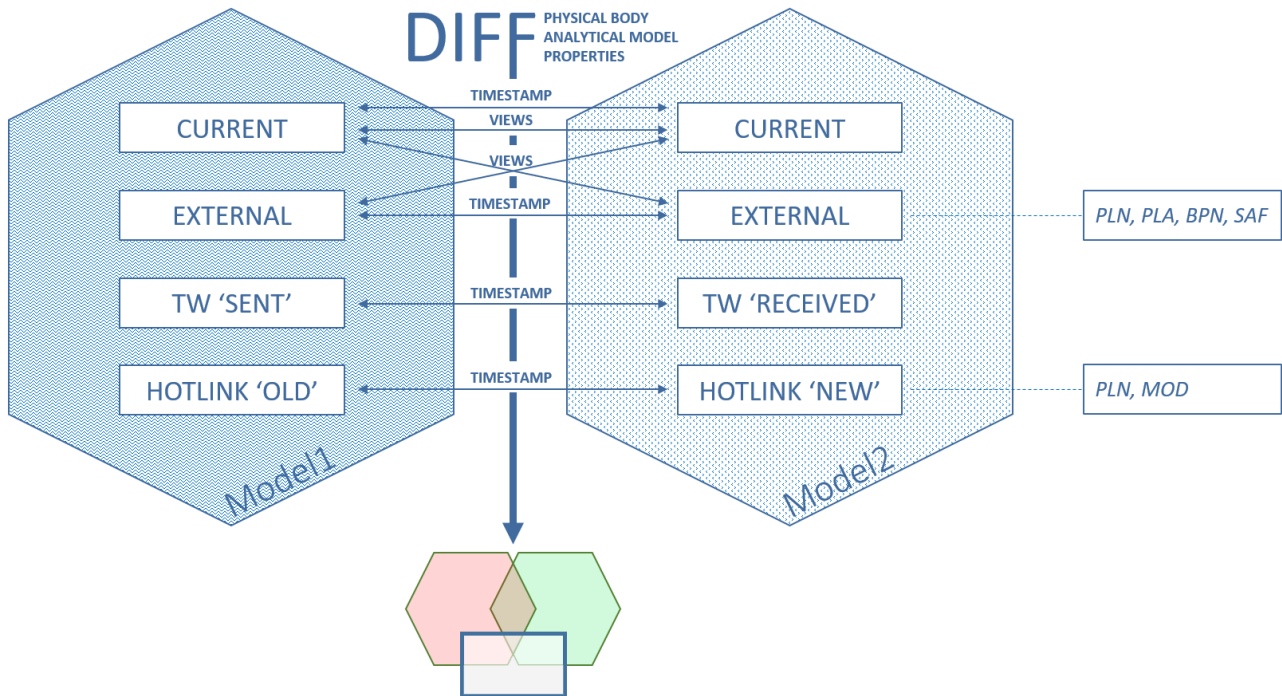 DIFF
PHYSICAL BODY
ANALYTICAL MODEL
PROPERTIES
TIMESTAMP
CURRENT
VIEWS
CURRENT
VIEWS
EXTERNAL
TIMESTAMP
EXTERNAL
PLN, PLA, BPN, SAF
TIMESTAMP
TW ‘SENT’
TW ‘RECEIVED’
TIMESTAMP
HOTLINK ‘OLD’
HOTLINK ‘NEW’
PLN, MOD
Model1
Model2